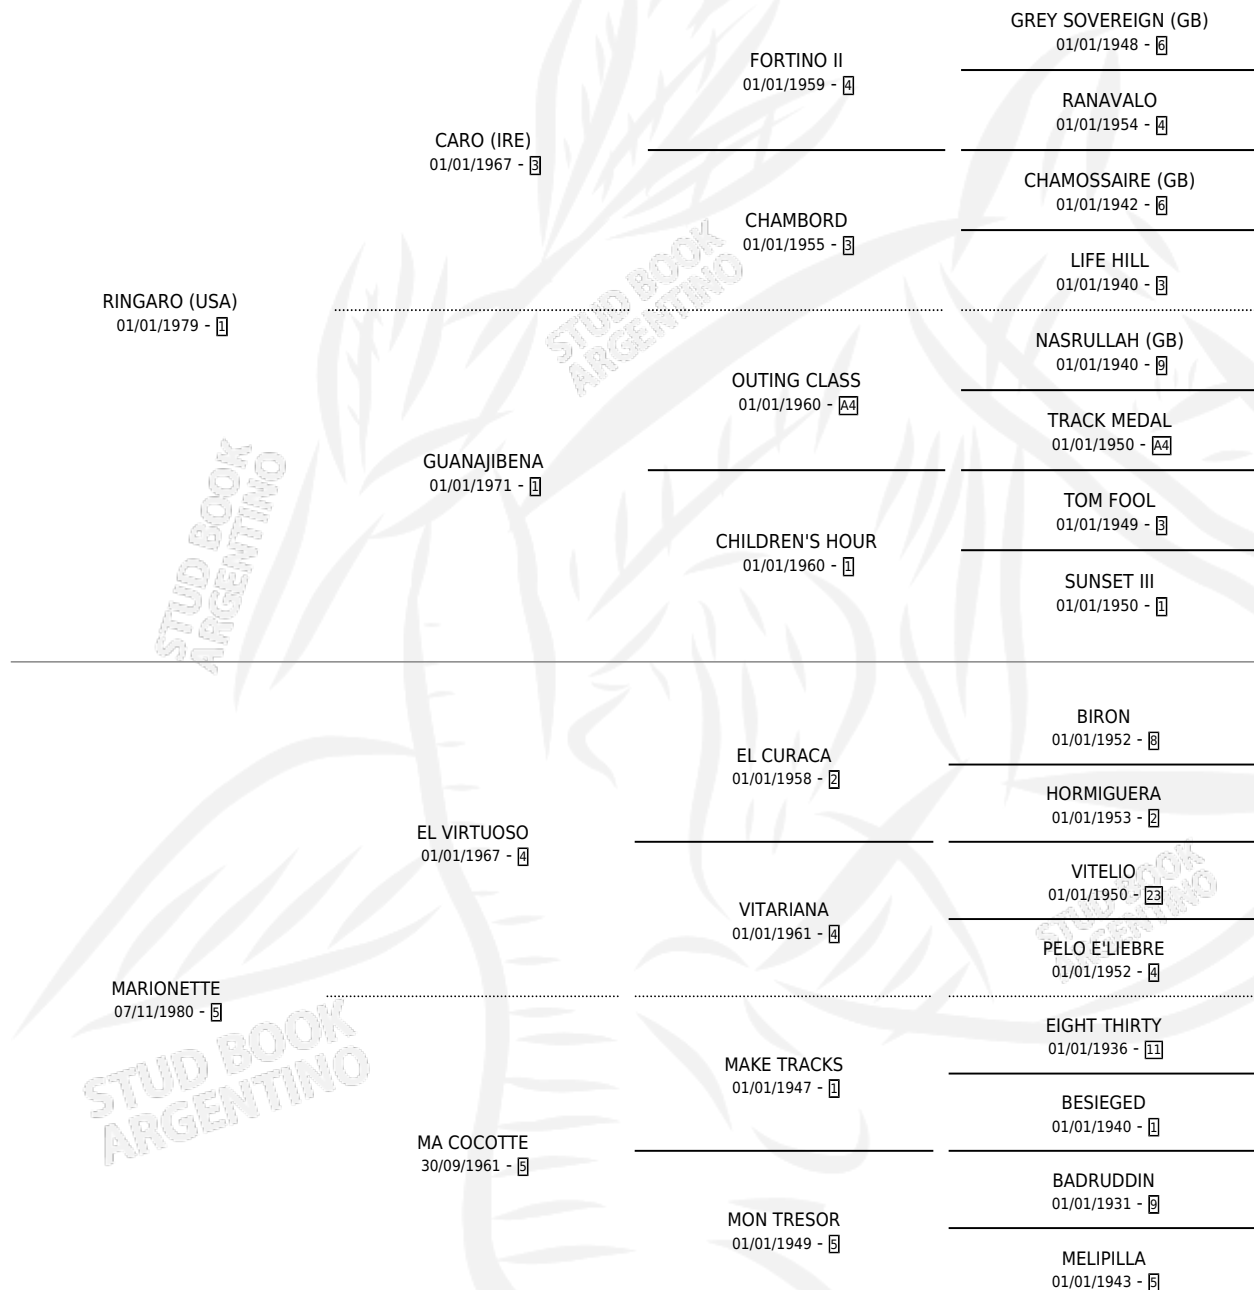 GREY SOVEREIGN (GB)
01/01/1948 - 6
FORTINO II
01/01/1959 - 4
RANAVALO
01/01/1954 - 4
CARO (IRE)
01/01/1967 - 3
CHAMOSSAIRE (GB)
01/01/1942 - 6
CHAMBORD
01/01/1955 - 3
LIFE HILL
01/01/1940 - 3
RINGARO (USA)
01/01/1979 - 1
NASRULLAH (GB)
01/01/1940 - 9
OUTING CLASS
01/01/1960 - A4
TRACK MEDAL
01/01/1950 - A4
GUANAJIBENA
01/01/1971 - 1
TOM FOOL
01/01/1949 - 3
CHILDREN'S HOUR
01/01/1960 - 1
SUNSET III
01/01/1950 - 1
BIRON
01/01/1952 - 8
EL CURACA
01/01/1958 - 2
HORMIGUERA
01/01/1953 - 2
EL VIRTUOSO
01/01/1967 - 4
VITELIO
01/01/1950 - 23
VITARIANA
01/01/1961 - 4
PELO E'LIEBRE
01/01/1952 - 4
MARIONETTE
07/11/1980 - 5
EIGHT THIRTY
01/01/1936 - 11
MAKE TRACKS
01/01/1947 - 1
BESIEGED
01/01/1940 - 1
MA COCOTTE
30/09/1961 - 5
BADRUDDIN
01/01/1931 - 9
MON TRESOR
01/01/1949 - 5
MELIPILLA
01/01/1943 - 5
STUD BOOK
ARGENTINO
STUD BOOK
ARGENTINO
STUD BOOK
ARGENTINO
STUD BOOK
ARGENTINO